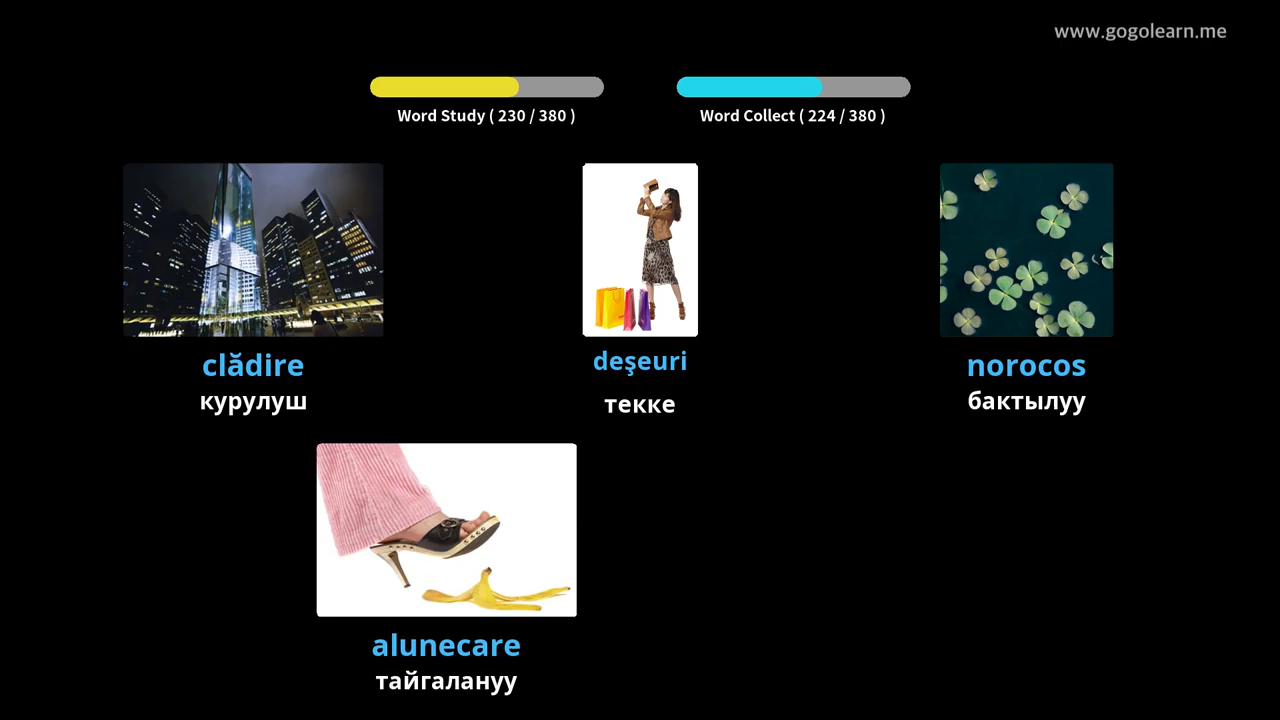 www.gogolearn.me
Word Study ( 230 / 380 )
Word Collect ( 224 / 380 )
clădire
курулуш
deşeuri
текке
norocos
бактылуу
alunecare
тайгалануу